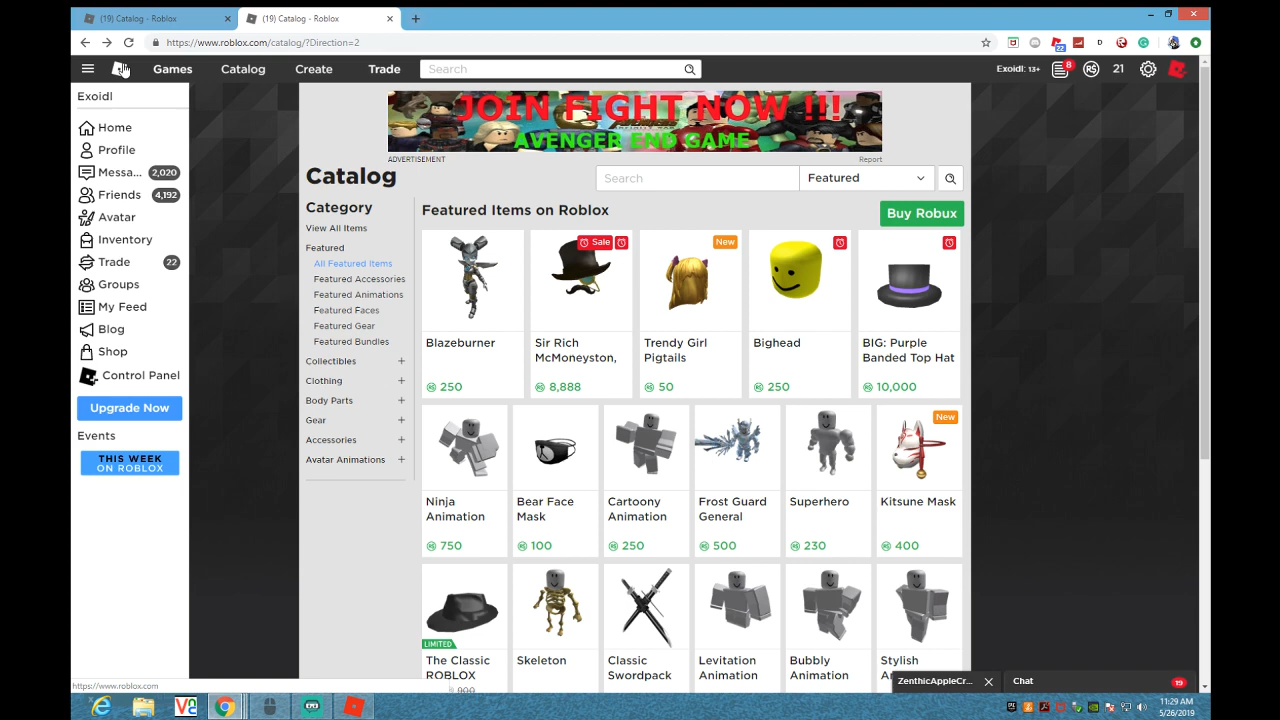 (19) Catalog - Roblox
(19) Catalog - Roblox
https://www.roblox.com/catalog/?Direction=2
22
Games
Catalog
Create
Trade
Search
Exoidl: 13+
8
21
Exoidl
Home
Profile
Messa... 2,020
Friends 4,192
Avatar
Inventory
Trade 22
Groups
My Feed
Blog
Shop
Control Panel
Upgrade Now
Events
THIS WEEK
ON ROBLOX
JOIN FIGHT NOW !!!
AVENGER END GAME
ADVERTISEMENT
Report
Catalog
Search
Featured
Category
View All Items
Featured
All Featured Items
Featured Accessories
Featured Animations
Featured Faces
Featured Gear
Featured Bundles
Collectibles +
Clothing +
Body Parts +
Gear +
Accessories +
Avatar Animations +
Featured Items on Roblox
Buy Robux
Blazeburner
250
Sale
Sir Rich
McMoneyston,
8,888
New
Trendy Girl
Pigtails
50
Bighead
250
BIG: Purple
Banded Top Hat
10,000
Ninja
Animation
750
Bear Face
Mask
100
Cartoony
Animation
250
Frost Guard
General
500
Superhero
230
New
Kitsune Mask
400
LIMITED
The Classic
ROBLOX
Skeleton
Classic
Swordpack
Levitation
Animation
Bubbly
Animation
Stylish
ZenthicAppleCr...
Chat
19
https://www.roblox.com
11:29 AM
5/26/2019